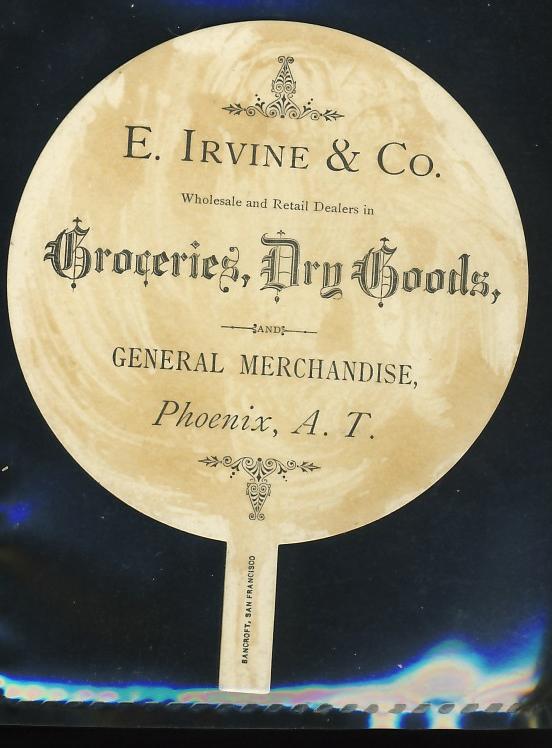 E. IRVINE & CO.
Wholesale and Retail Dealers in
Groceries, Dry Goods,
AND
GENERAL MERCHANDISE,
Phoenix, A. T.
BANCROFT, SAN FRANCISCO